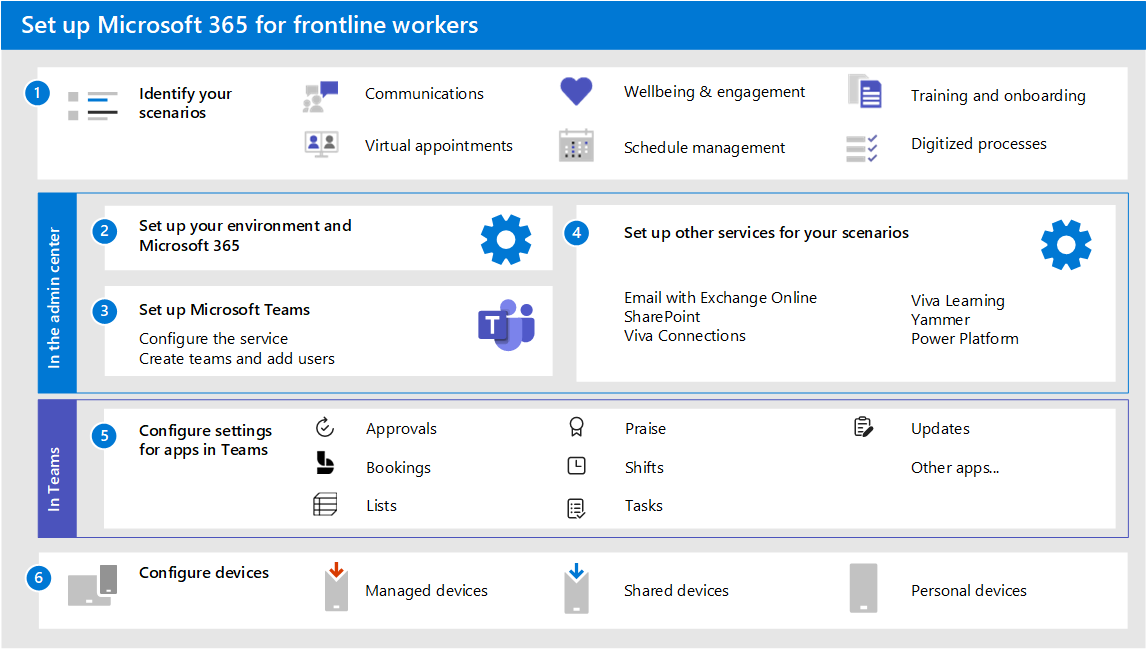 Set up Microsoft 365 for frontline workers
1
Identify your
scenarios
Communications
Wellbeing & engagement
Training and onboarding
Virtual appointments
Schedule management
Digitized processes
In the admin center
2
Set up your environment and
Microsoft 365
3
Set up Microsoft Teams
Configure the service
Create teams and add users
T
4
Set up other services for your scenarios
Email with Exchange Online
SharePoint
Viva Connections
Viva Learning
Yammer
Power Platform
In Teams
5
Configure settings
for apps in Teams
Approvals
Praise
Updates
Bookings
Shifts
Other apps...
Lists
Tasks
6
Configure devices
Managed devices
Shared devices
Personal devices